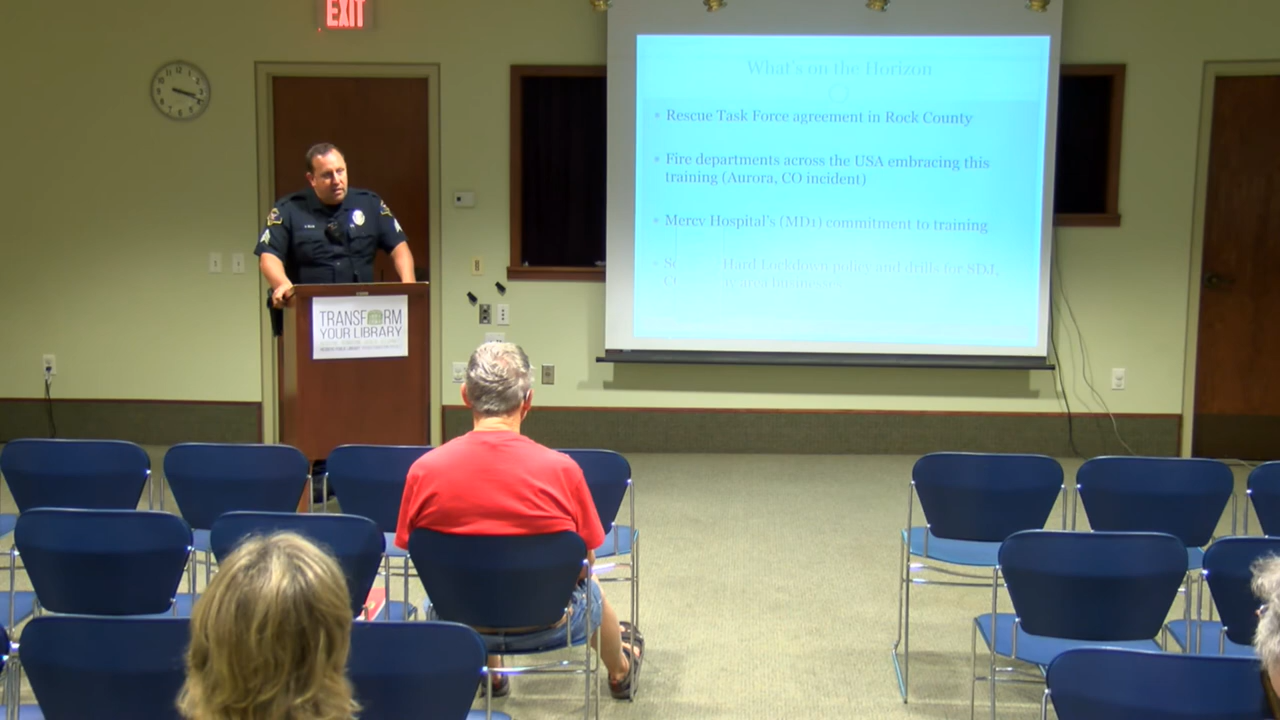 EXIT
What's on the Horizon
Rescue Task Force agreement in Rock County
Fire departments across the USA embracing this
training (Aurora, CO incident)
Mercy Hospital's (MD1) commitment to training
Hard Lockdown policy and drills for SDJ,
area businesses
TRANSFORM
YOUR LIBRARY